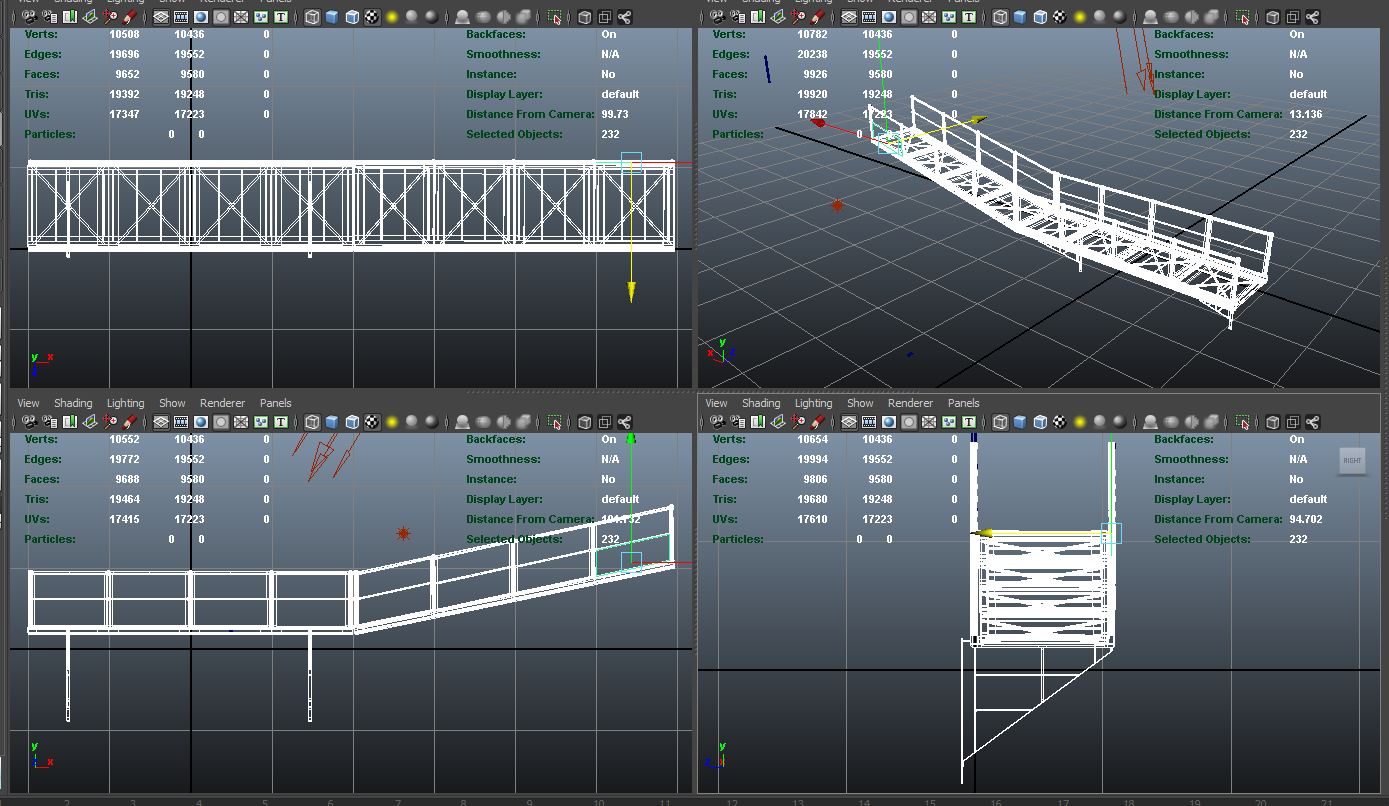 View Shading Lighting Show Renderer Panels
Verts: 10508 10436 0
Edges: 19696 19552 0
Faces: 9652 9580 0
Tris: 19392 19248 0
UVs: 17347 17223 0
Particles: 0 0
Backfaces: On
Smoothness: N/A
Instance: No
Display Layer: default
Distance From Camera: 99.73
Selected Objects: 232
T
y x
View Shading Lighting Show Renderer Panels
Verts: 10782 10436 0
Edges: 20238 19552 0
Faces: 9926 9580 0
Tris: 19920 19248 0
UVs: 17842 17223 0
Particles: 0 0
Backfaces: On
Smoothness: N/A
Instance: No
Display Layer: default
Distance From Camera: 13.136
Selected Objects: 232
T
y
x z
View Shading Lighting Show Renderer Panels
T
Verts: 10552 10436 0
Edges: 19772 19552 0
Faces: 9688 9580 0
Tris: 19464 19248 0
UVs: 17415 17223 0
Particles: 0 0
Backfaces: On
Smoothness: N/A
Instance: No
Display Layer: default
Distance From Camera:
Selected Objects: 232
y
z x
View Shading Lighting Show Renderer Panels
T
Verts: 10654 10436 0
Edges: 19994 19552 0
Faces: 9806 9580 0
Tris: 19680 19248 0
UVs: 17610 17223 0
Particles: 0 0
Backfaces: On
Smoothness: N/A
Instance: No
Display Layer: default
Distance From Camera: 94.702
Selected Objects: 232
RIGHT
y
z x
2 3 4 5 6 7 8 9 10 11 12 13 14 15 16 17 18 19 20 21